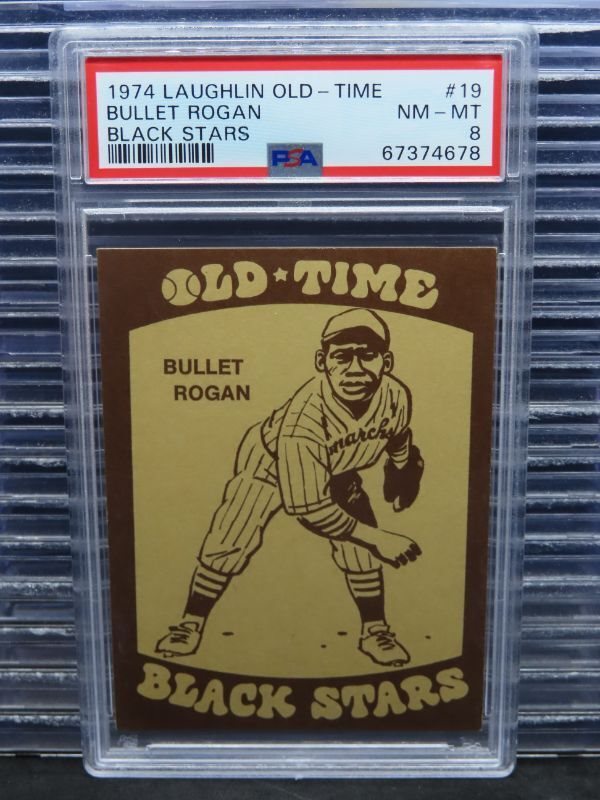 1974 LAUGHLIN OLD-TIME #19
BULLET ROGAN NM-MT
BLACK STARS 8
PSA 67374678
OLD★TIME
BULLET
ROGAN
onarchs
BLACK STARS